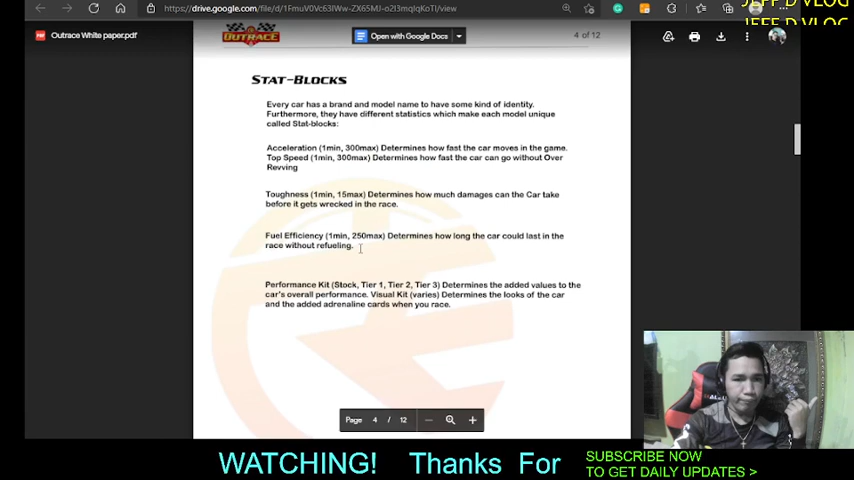 https://drive.google.com/file/d/1FmuV0Vc63IWw-ZX65MJ-o2I3mqIqKoTI/view
JEFF D VLOG
JEFF D VLOG
Outrace White paper.pdf
OUTRACE
Open with Google Docs
4 of 12
STAT-BLOCKS
Every car has a brand and model name to have some kind of identity.
Furthermore, they have different statistics which make each model unique
called Stat-blocks:
Acceleration (1min, 300max) Determines how fast the car moves in the game.
Top Speed (1min, 300max) Determines how fast the car can go without Over
Revving
Toughness (1min, 15max) Determines how much damages can the Car take
before it gets wrecked in the race.
Fuel Efficiency (1min, 250max) Determines how long the car could last in the
race without refueling.
Performance Kit (Stock, Tier 1, Tier 2, Tier 3) Determines the added values to the
car's overall performance. Visual Kit (varies) Determines the looks of the car
and the added adrenaline cards when you race.
Page 4 / 12
WATCHING! Thanks For
SUBSCRIBE NOW
TO GET DAILY UPDATES >